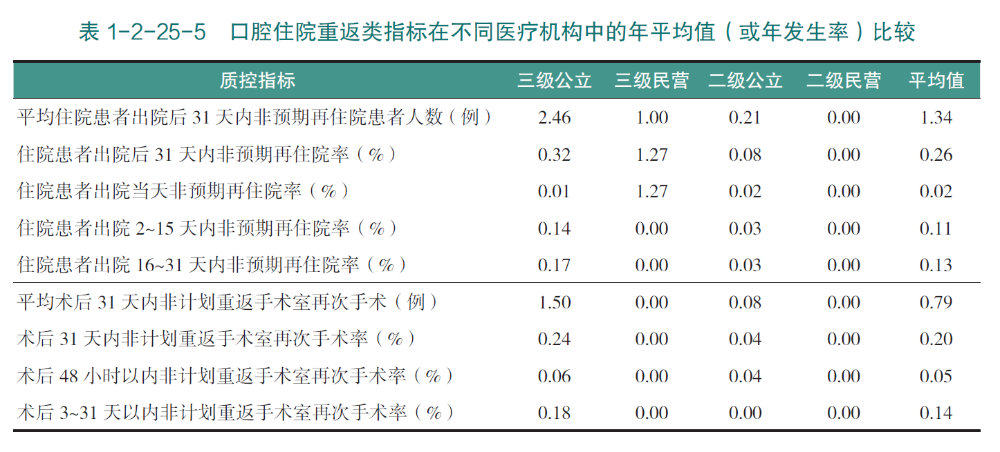 表 1-2-25-5 口腔住院重返类指标在不同医疗机构中的年平均值（或年发生率）比较
质控指标 三级公立 三级民营 二级公立 二级民营 平均值
平均住院患者出院后 31 天内非预期再住院患者人数（例） 2.46 1.00 0.21 0.00 1.34
住院患者出院后 31 天内非预期再住院率（%） 0.32 1.27 0.08 0.00 0.26
住院患者出院当天非预期再住院率（%） 0.01 1.27 0.02 0.00 0.02
住院患者出院 2~15 天内非预期再住院率（%） 0.14 0.00 0.03 0.00 0.11
住院患者出院 16~31 天内非预期再住院率（%） 0.17 0.00 0.03 0.00 0.13
平均术后 31 天内非计划重返手术室再次手术（例） 1.50 0.00 0.08 0.00 0.79
术后 31 天内非计划重返手术室再次手术率（%） 0.24 0.00 0.04 0.00 0.20
术后 48 小时以内非计划重返手术室再次手术率（%） 0.06 0.00 0.04 0.00 0.05
术后 3~31 天以内非计划重返手术室再次手术率（%） 0.18 0.00 0.00 0.00 0.14